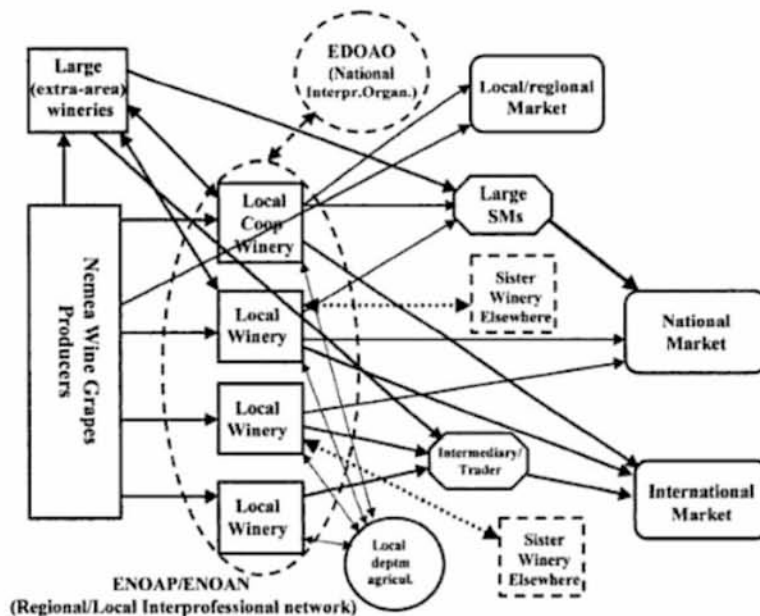 EDOAO
(National
Interpr.Organ.)
Large
(extra-area)
wineries
Local/regional
Market
Local
Coop
Winery
Large
SMs
Nemea Wine Grapes
Producers
Sister
Winery
Elsewhere
Local
Winery
National
Market
Local
Winery
Intermediary/
Trader
International
Market
Local
Winery
Local
deptm
agricul.
Sister
Winery
Elsewhere
ENOAP/ENOAN
(Regional/Local Interprofessional network)